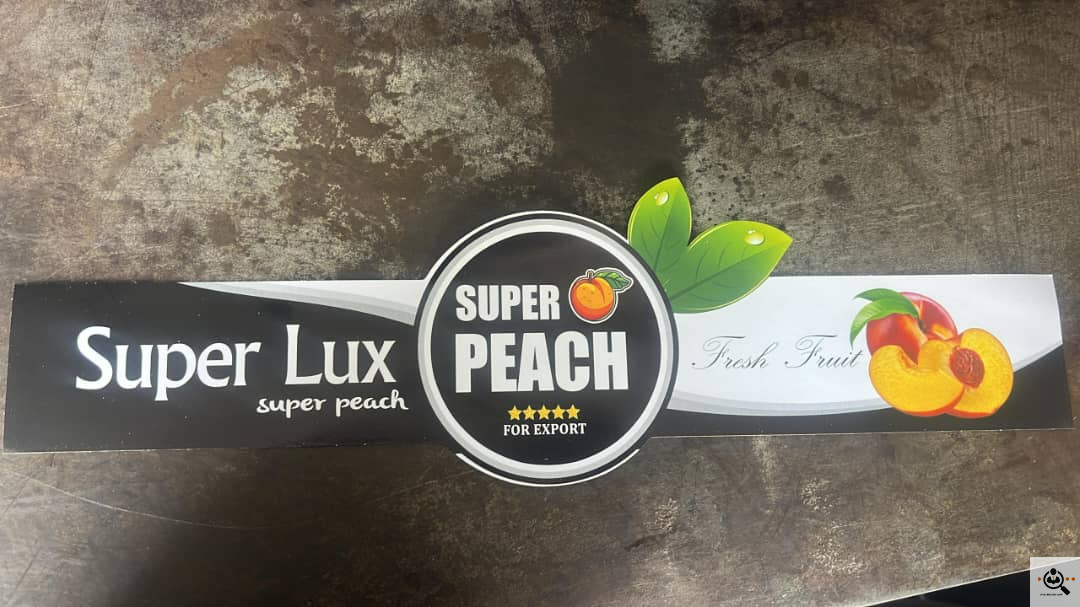 Super Lux
super peach
SUPER
PEACH
FOR EXPORT
Fresh Fruit